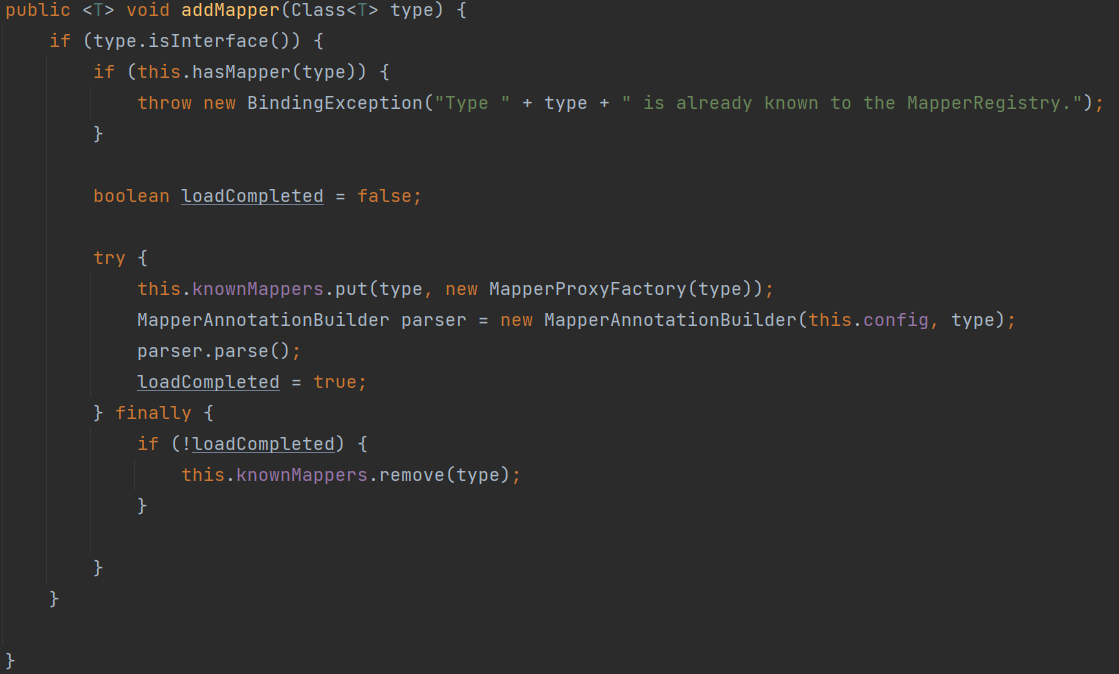 public <T> void addMapper(Class<T> type) {
if (type.isInterface()) {
if (this.hasMapper(type)) {
throw new BindingException("Type " + type + " is already known to the MapperRegistry.");
}
boolean loadCompleted = false;
try {
this.knownMappers.put(type, new MapperProxyFactory(type));
MapperAnnotationBuilder parser = new MapperAnnotationBuilder(this.config, type);
parser.parse();
loadCompleted = true;
} finally {
if (!loadCompleted) {
this.knownMappers.remove(type);
}
}
}
}